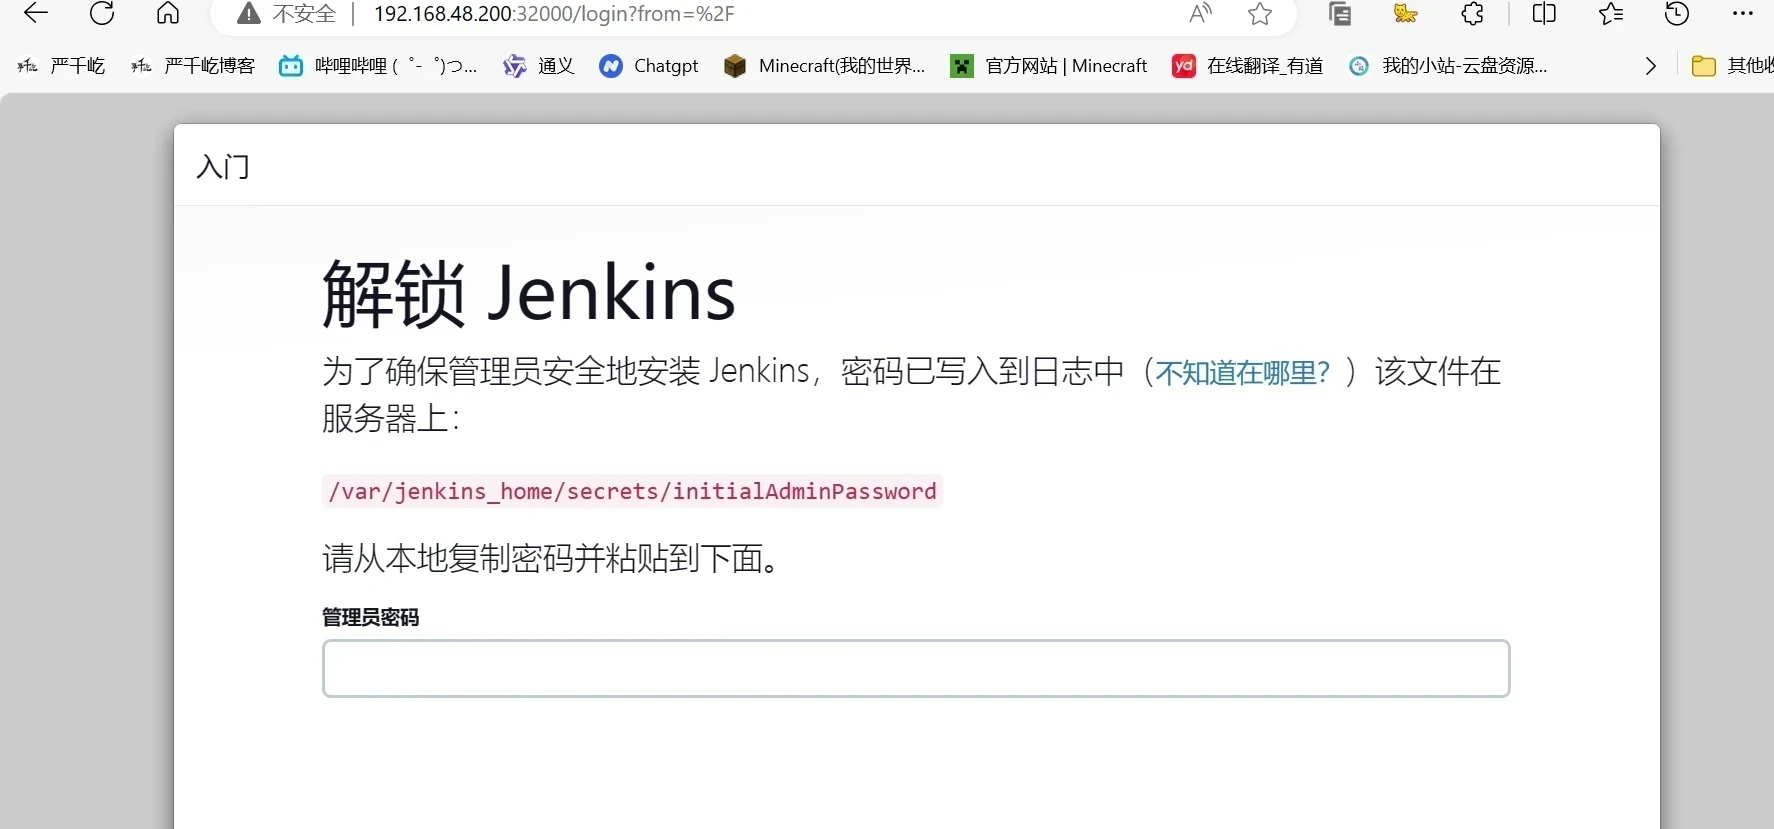 不安全 192.168.48.200:32000/login?from=%2F
严千屹 严千屹博客 哔哩哔哩 ( ゜- ゜)つ... 通义 Chatgpt Minecraft(我的世界... 官方网站 | Minecraft 在线翻译_有道 我的小站-云盘资源... 其他收
入门
解锁 Jenkins
为了确保管理员安全地安装 Jenkins，密码已写入到日志中（不知道在哪里？）该文件在
服务器上：
/var/jenkins_home/secrets/initialAdminPassword
请从本地复制密码并粘贴到下面。
管理员密码